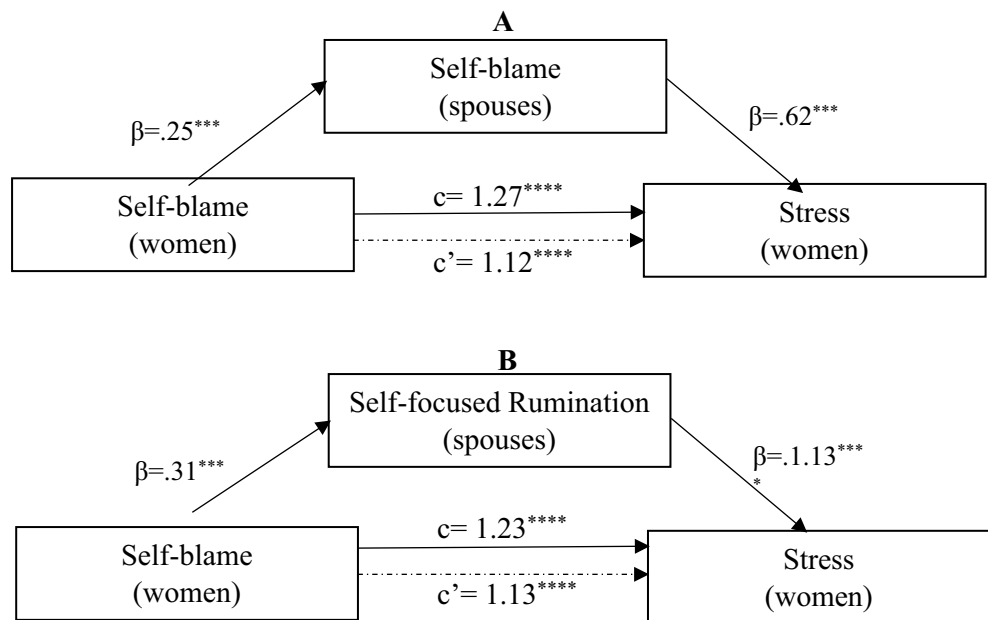 A
Self-blame
(spouses)
β=.25***
β=.62***
Self-blame
(women)
c= 1.27****
c’= 1.12****
Stress
(women)
B
Self-focused Rumination
(spouses)
β=.31***
β=.1.13***
*
Self-blame
(women)
c= 1.23****
c’= 1.13****
Stress
(women)